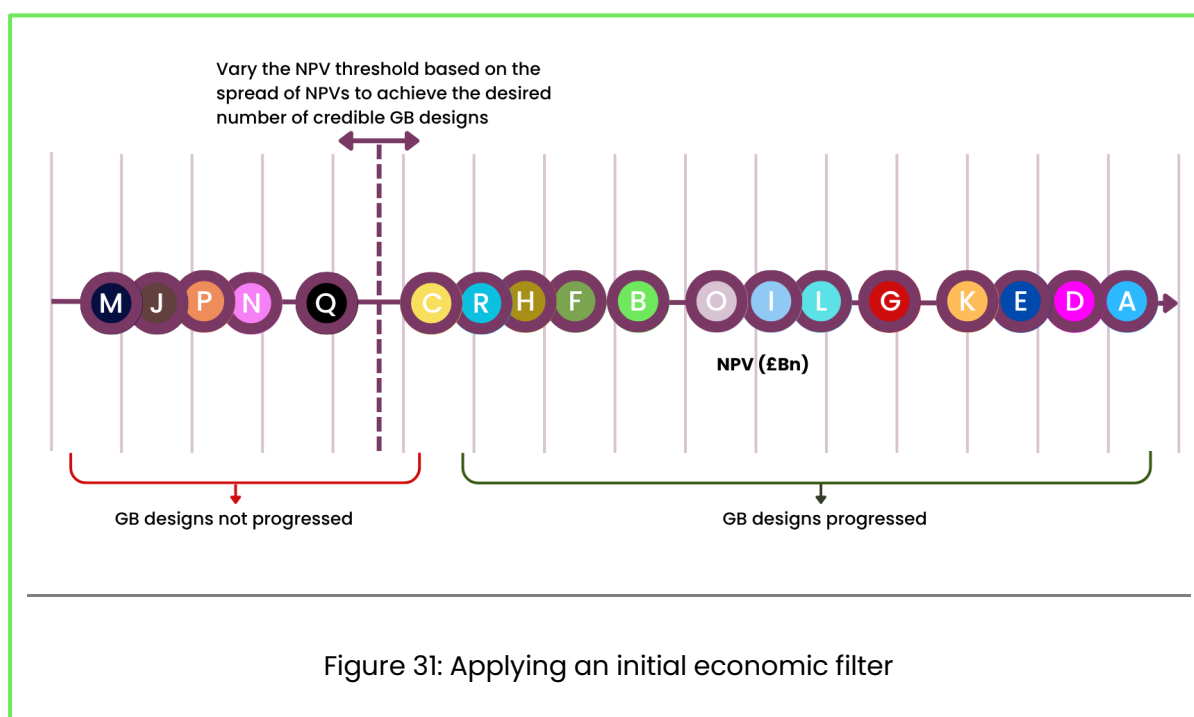 Vary the NPV threshold based on the
spread of NPVs to achieve the desired
number of credible GB designs
M J P N Q C R H F B O I L G K E D A
NPV (£Bn)
GB designs not progressed
GB designs progressed
Figure 31: Applying an initial economic filter